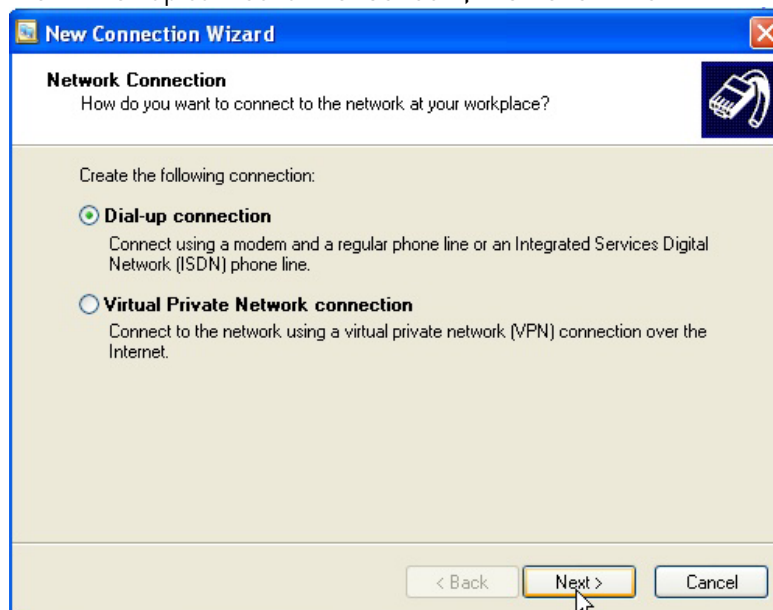 New Connection Wizard
Network Connection
How do you want to connect to the network at your workplace?
Create the following connection:
Dial-up connection
Connect using a modem and a regular phone line or an Integrated Services Digital
Network (ISDN) phone line.
Virtual Private Network connection
Connect to the network using a virtual private network (VPN) connection over the
Internet.
< Back
Next >
Cancel